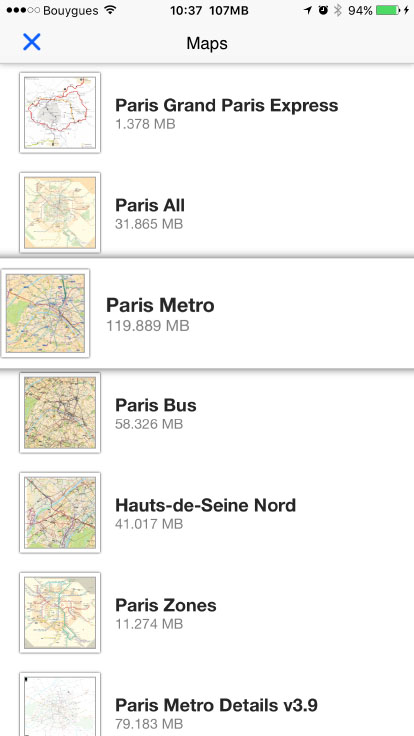 Bouygues 10:37 107MB 94%
Maps
Paris Grand Paris Express
1.378 MB
Paris All
31.865 MB
Paris Metro
119.889 MB
Paris Bus
58.326 MB
Hauts-de-Seine Nord
41.017 MB
Paris Zones
11.274 MB
Paris Metro Details v3.9
79.183 MB